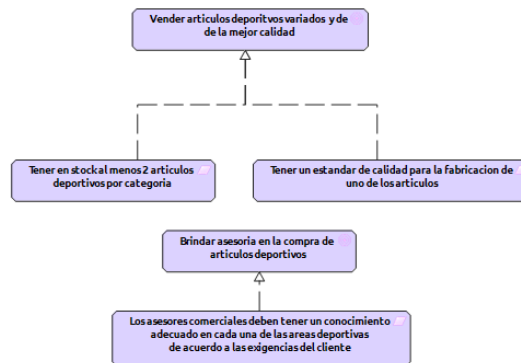 Vender articulos deporitvos variados y de
de la mejor calidad
Tener en stock al menos 2 articulos
deportivos por categoria
Tener un estandar de calidad para la fabricacion de
uno de los articulos
Brindar asesoria en la compra de
articulos deportivos
Los asesores comerciales deben tener un conocimiento
adecuado en cada una de las areas deportivas
de acuerdo a las exigencias del cliente